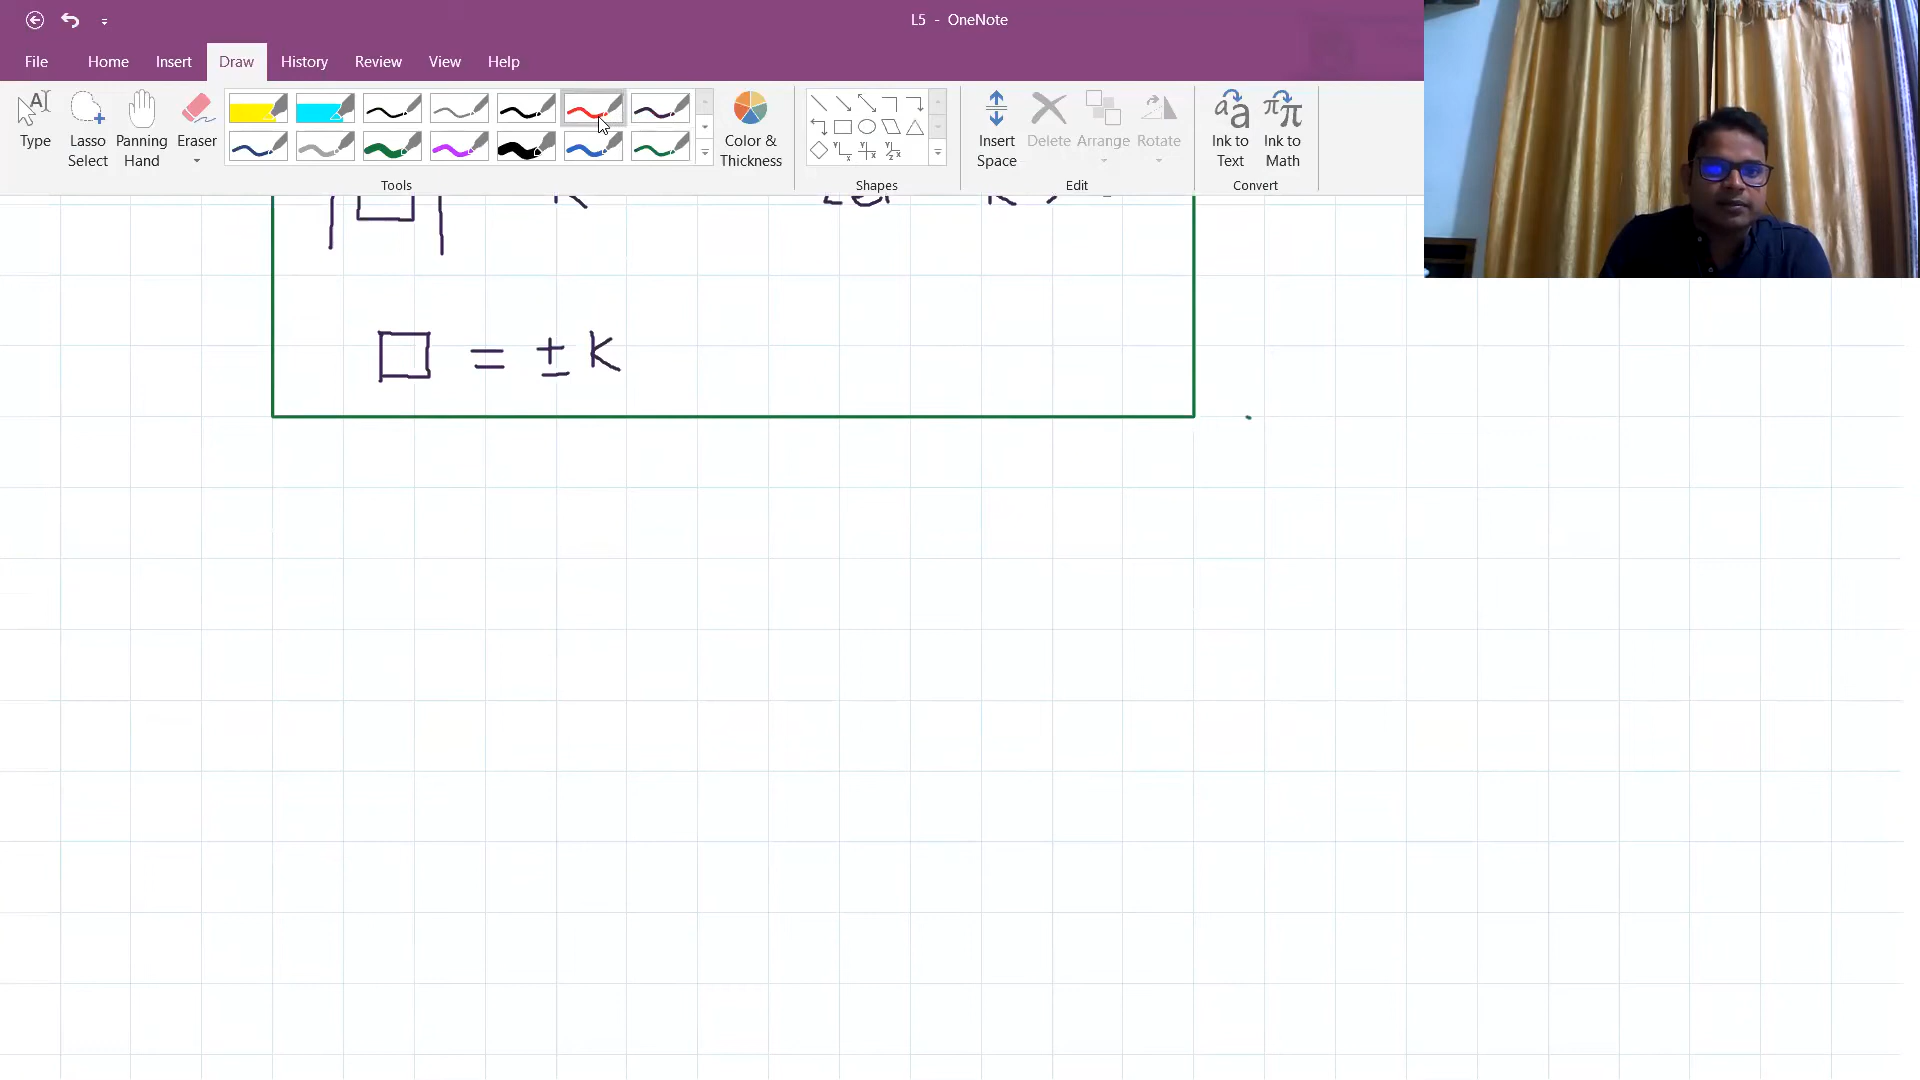 L5 - OneNote
File Home Insert Draw History Review View Help
Type
Lasso Select
Panning Hand
Eraser
Color & Thickness
Insert Space
Delete
Arrange
Rotate
Ink to Text
Ink to Math
Tools
Shapes
Edit
Convert
□ = ± K